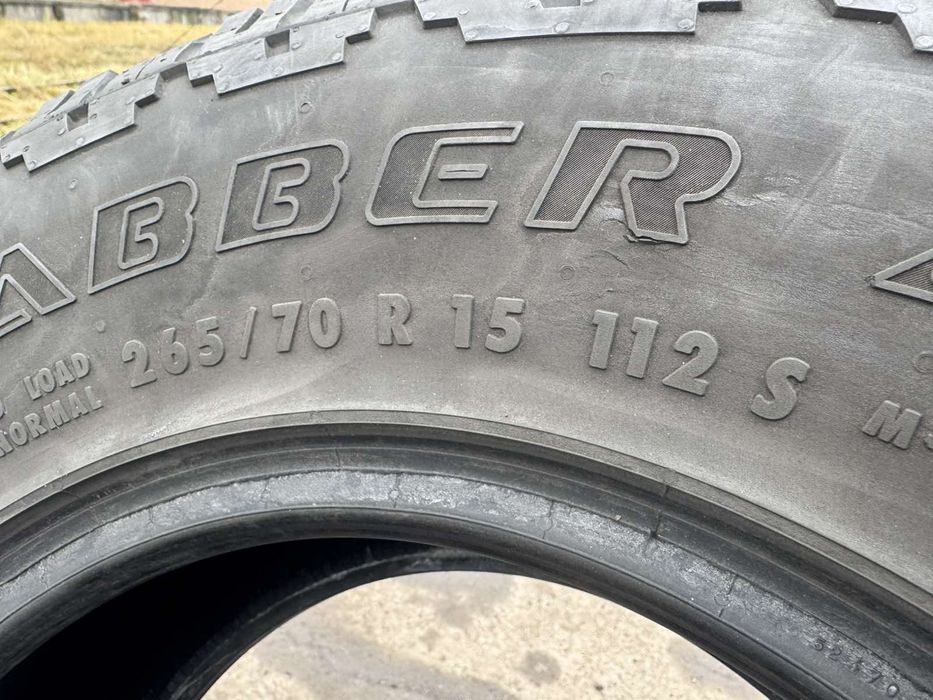 ABBER
265/70 R 15 112 S
LOAD
NORMAL
M